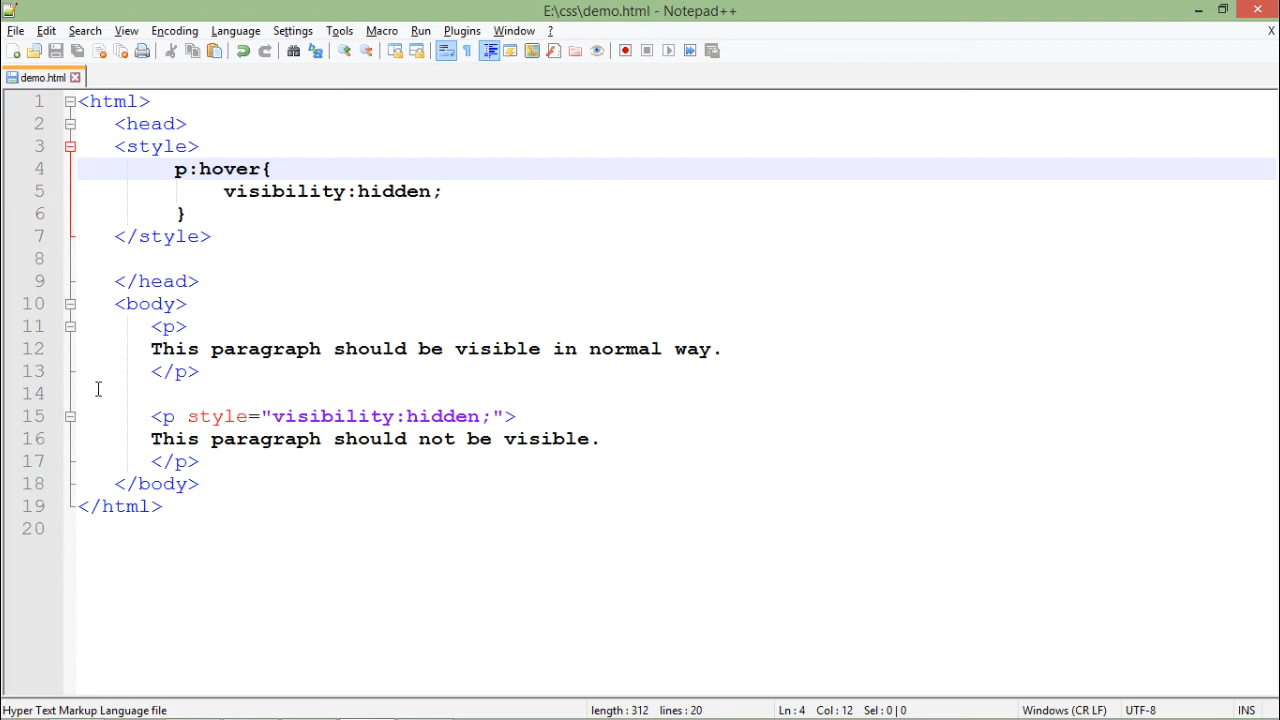 E:\css\demo.html - Notepad++
File Edit Search View Encoding Language Settings Tools Macro Run Plugins Window ? X
demo.html
1 <html>
2 <head>
3 <style>
4 p:hover{
5 visibility:hidden;
6 }
7 </style>
8
9 </head>
10 <body>
11 <p>
12 This paragraph should be visible in normal way.
13 </p>
14
15 <p style="visibility:hidden;">
16 This paragraph should not be visible.
17 </p>
18 </body>
19 </html>
20
Hyper Text Markup Language file length : 312 lines : 20 Ln : 4 Col : 12 Sel : 0 | 0 Windows (CR LF) UTF-8 INS